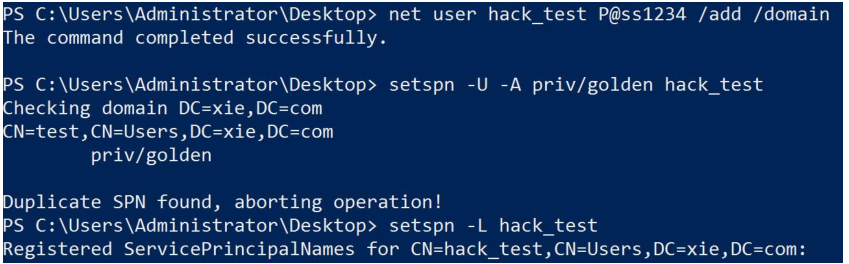 PS C:\Users\Administrator\Desktop> net user hack_test P@ss1234 /add /domain
The command completed successfully.
PS C:\Users\Administrator\Desktop> setspn -U -A priv/golden hack_test
Checking domain DC=xie,DC=com
CN=test,CN=Users,DC=xie,DC=com
priv/golden
Duplicate SPN found, aborting operation!
PS C:\Users\Administrator\Desktop> setspn -L hack_test
Registered ServicePrincipalNames for CN=hack_test,CN=Users,DC=xie,DC=com: